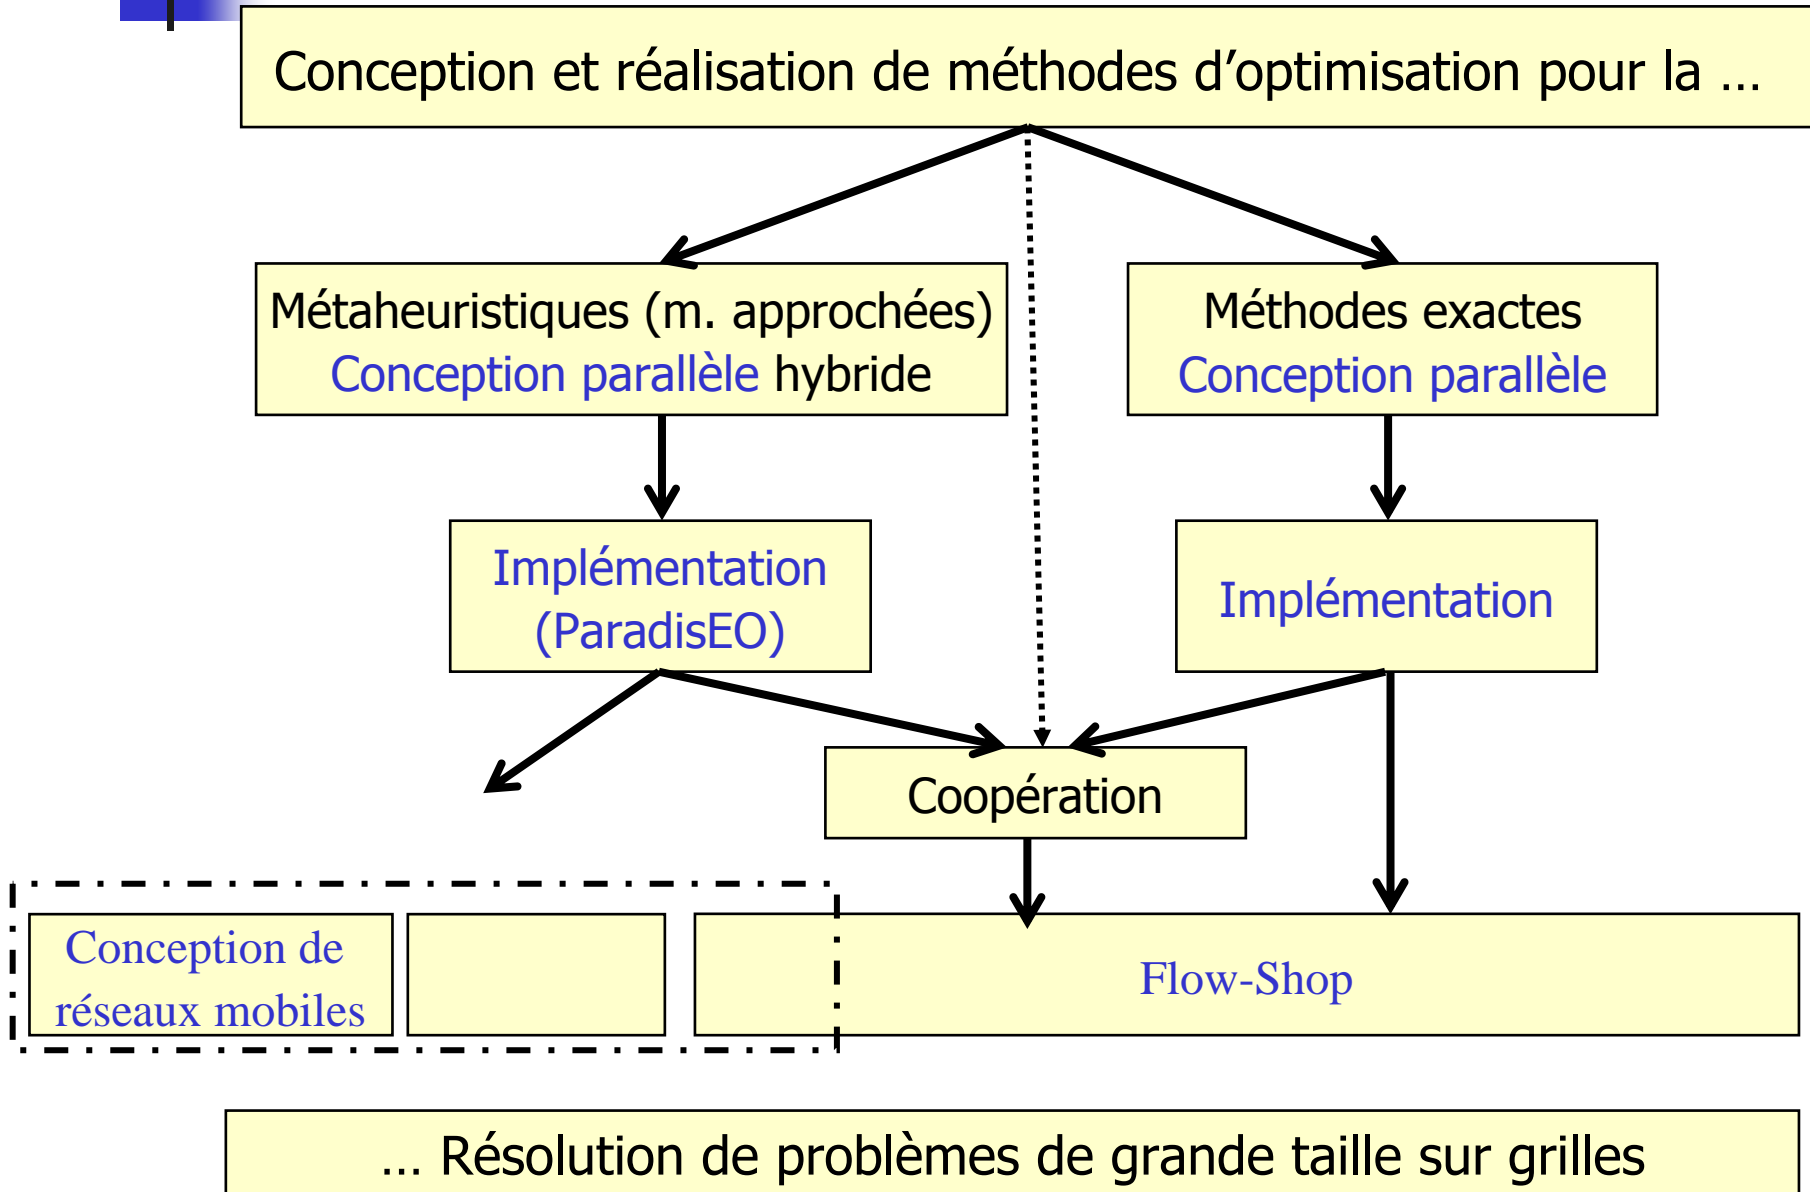 Conception et réalisation de méthodes d’optimisation pour la …
Métaheuristiques (m. approchées)
Conception parallèle hybride
Méthodes exactes
Conception parallèle
Implémentation
(ParadisEO)
Implémentation
Coopération
Conception de
réseaux mobiles
Flow-Shop
… Résolution de problèmes de grande taille sur grilles